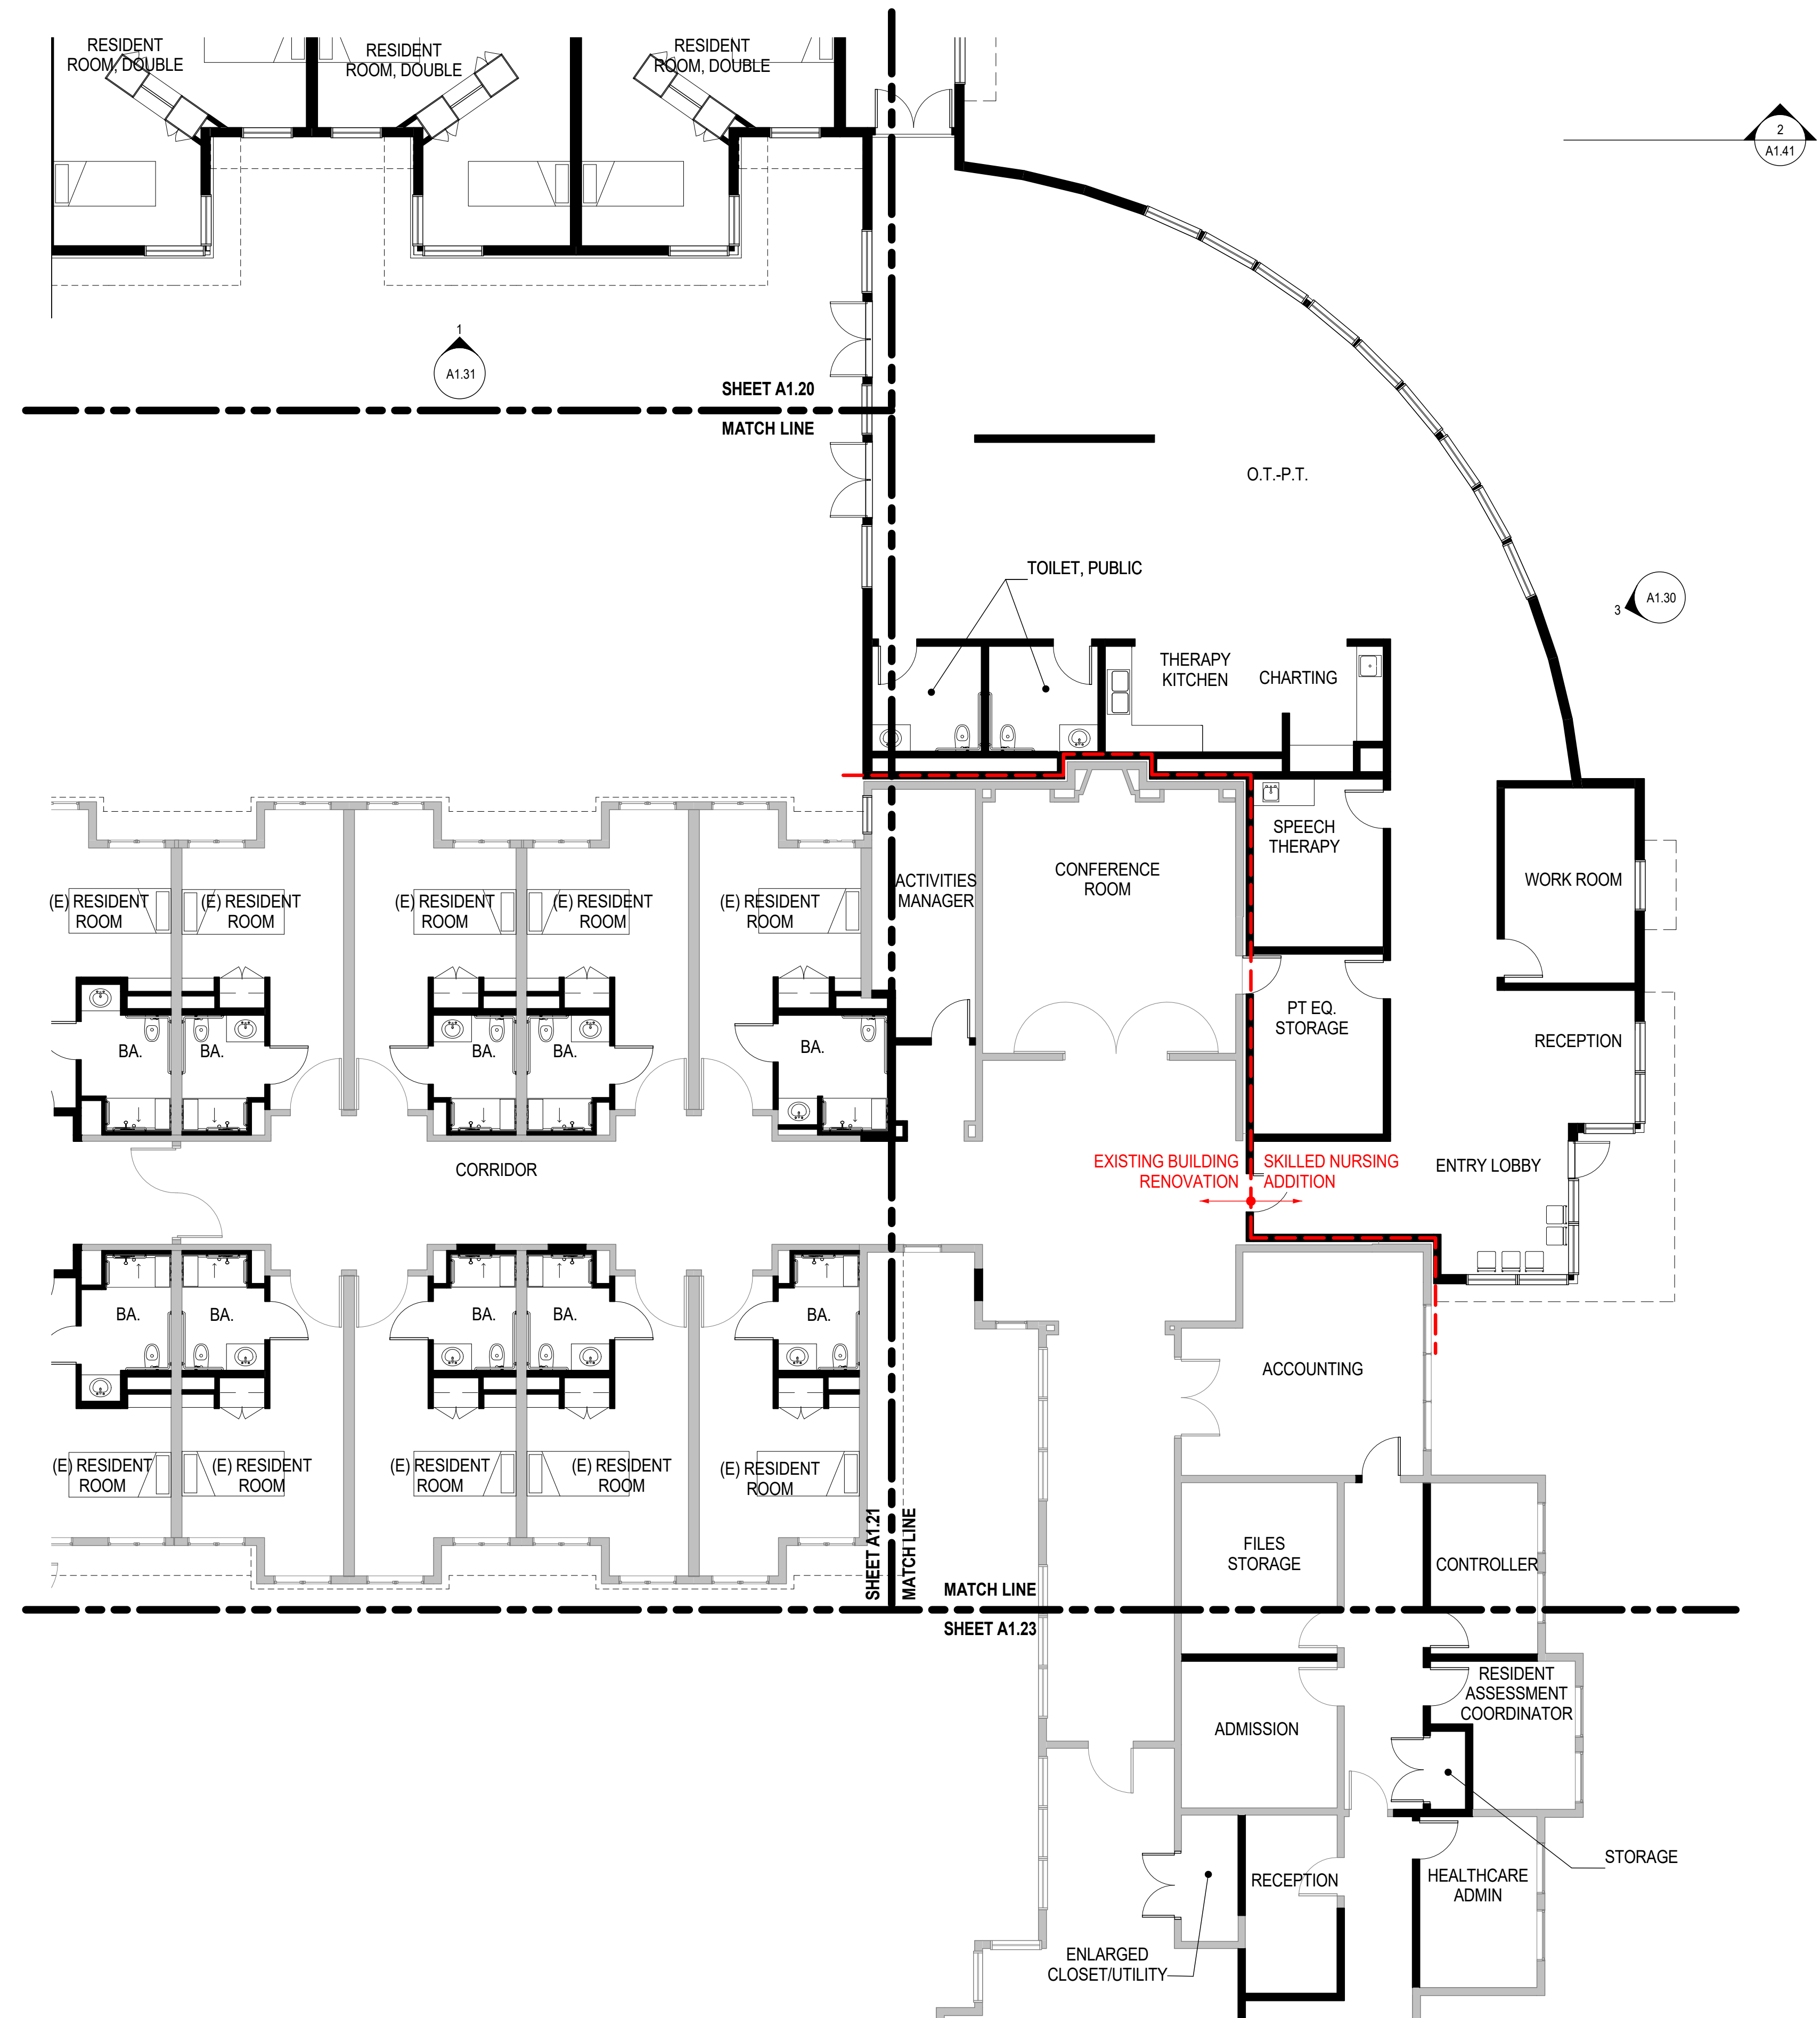 RESIDENT
ROOM, DOUBLE
RESIDENT
ROOM, DOUBLE
RESIDENT
ROOM, DOUBLE
2
A1.41
1
A1.31
SHEET A1.20
MATCH LINE
O.T.-P.T.
TOILET, PUBLIC
3
A1.30
THERAPY
KITCHEN
CHARTING
SPEECH
THERAPY
CONFERENCE
ROOM
ACTIVITIES
MANAGER
WORK ROOM
(E) RESIDENT
ROOM
(E) RESIDENT
ROOM
(E) RESIDENT
ROOM
(E) RESIDENT
ROOM
(E) RESIDENT
ROOM
PT EQ.
STORAGE
RECEPTION
BA.
BA.
BA.
BA.
BA.
CORRIDOR
EXISTING BUILDING
RENOVATION
SKILLED NURSING
ADDITION
ENTRY LOBBY
BA.
BA.
BA.
BA.
BA.
ACCOUNTING
(E) RESIDENT
ROOM
(E) RESIDENT
ROOM
(E) RESIDENT
ROOM
(E) RESIDENT
ROOM
(E) RESIDENT
ROOM
SHEET A1.21
MATCH LINE
FILES
STORAGE
CONTROLLER
MATCH LINE
SHEET A1.23
RESIDENT
ASSESSMENT
COORDINATOR
ADMISSION
STORAGE
RECEPTION
HEALTHCARE
ADMIN
ENLARGED
CLOSET/UTILITY